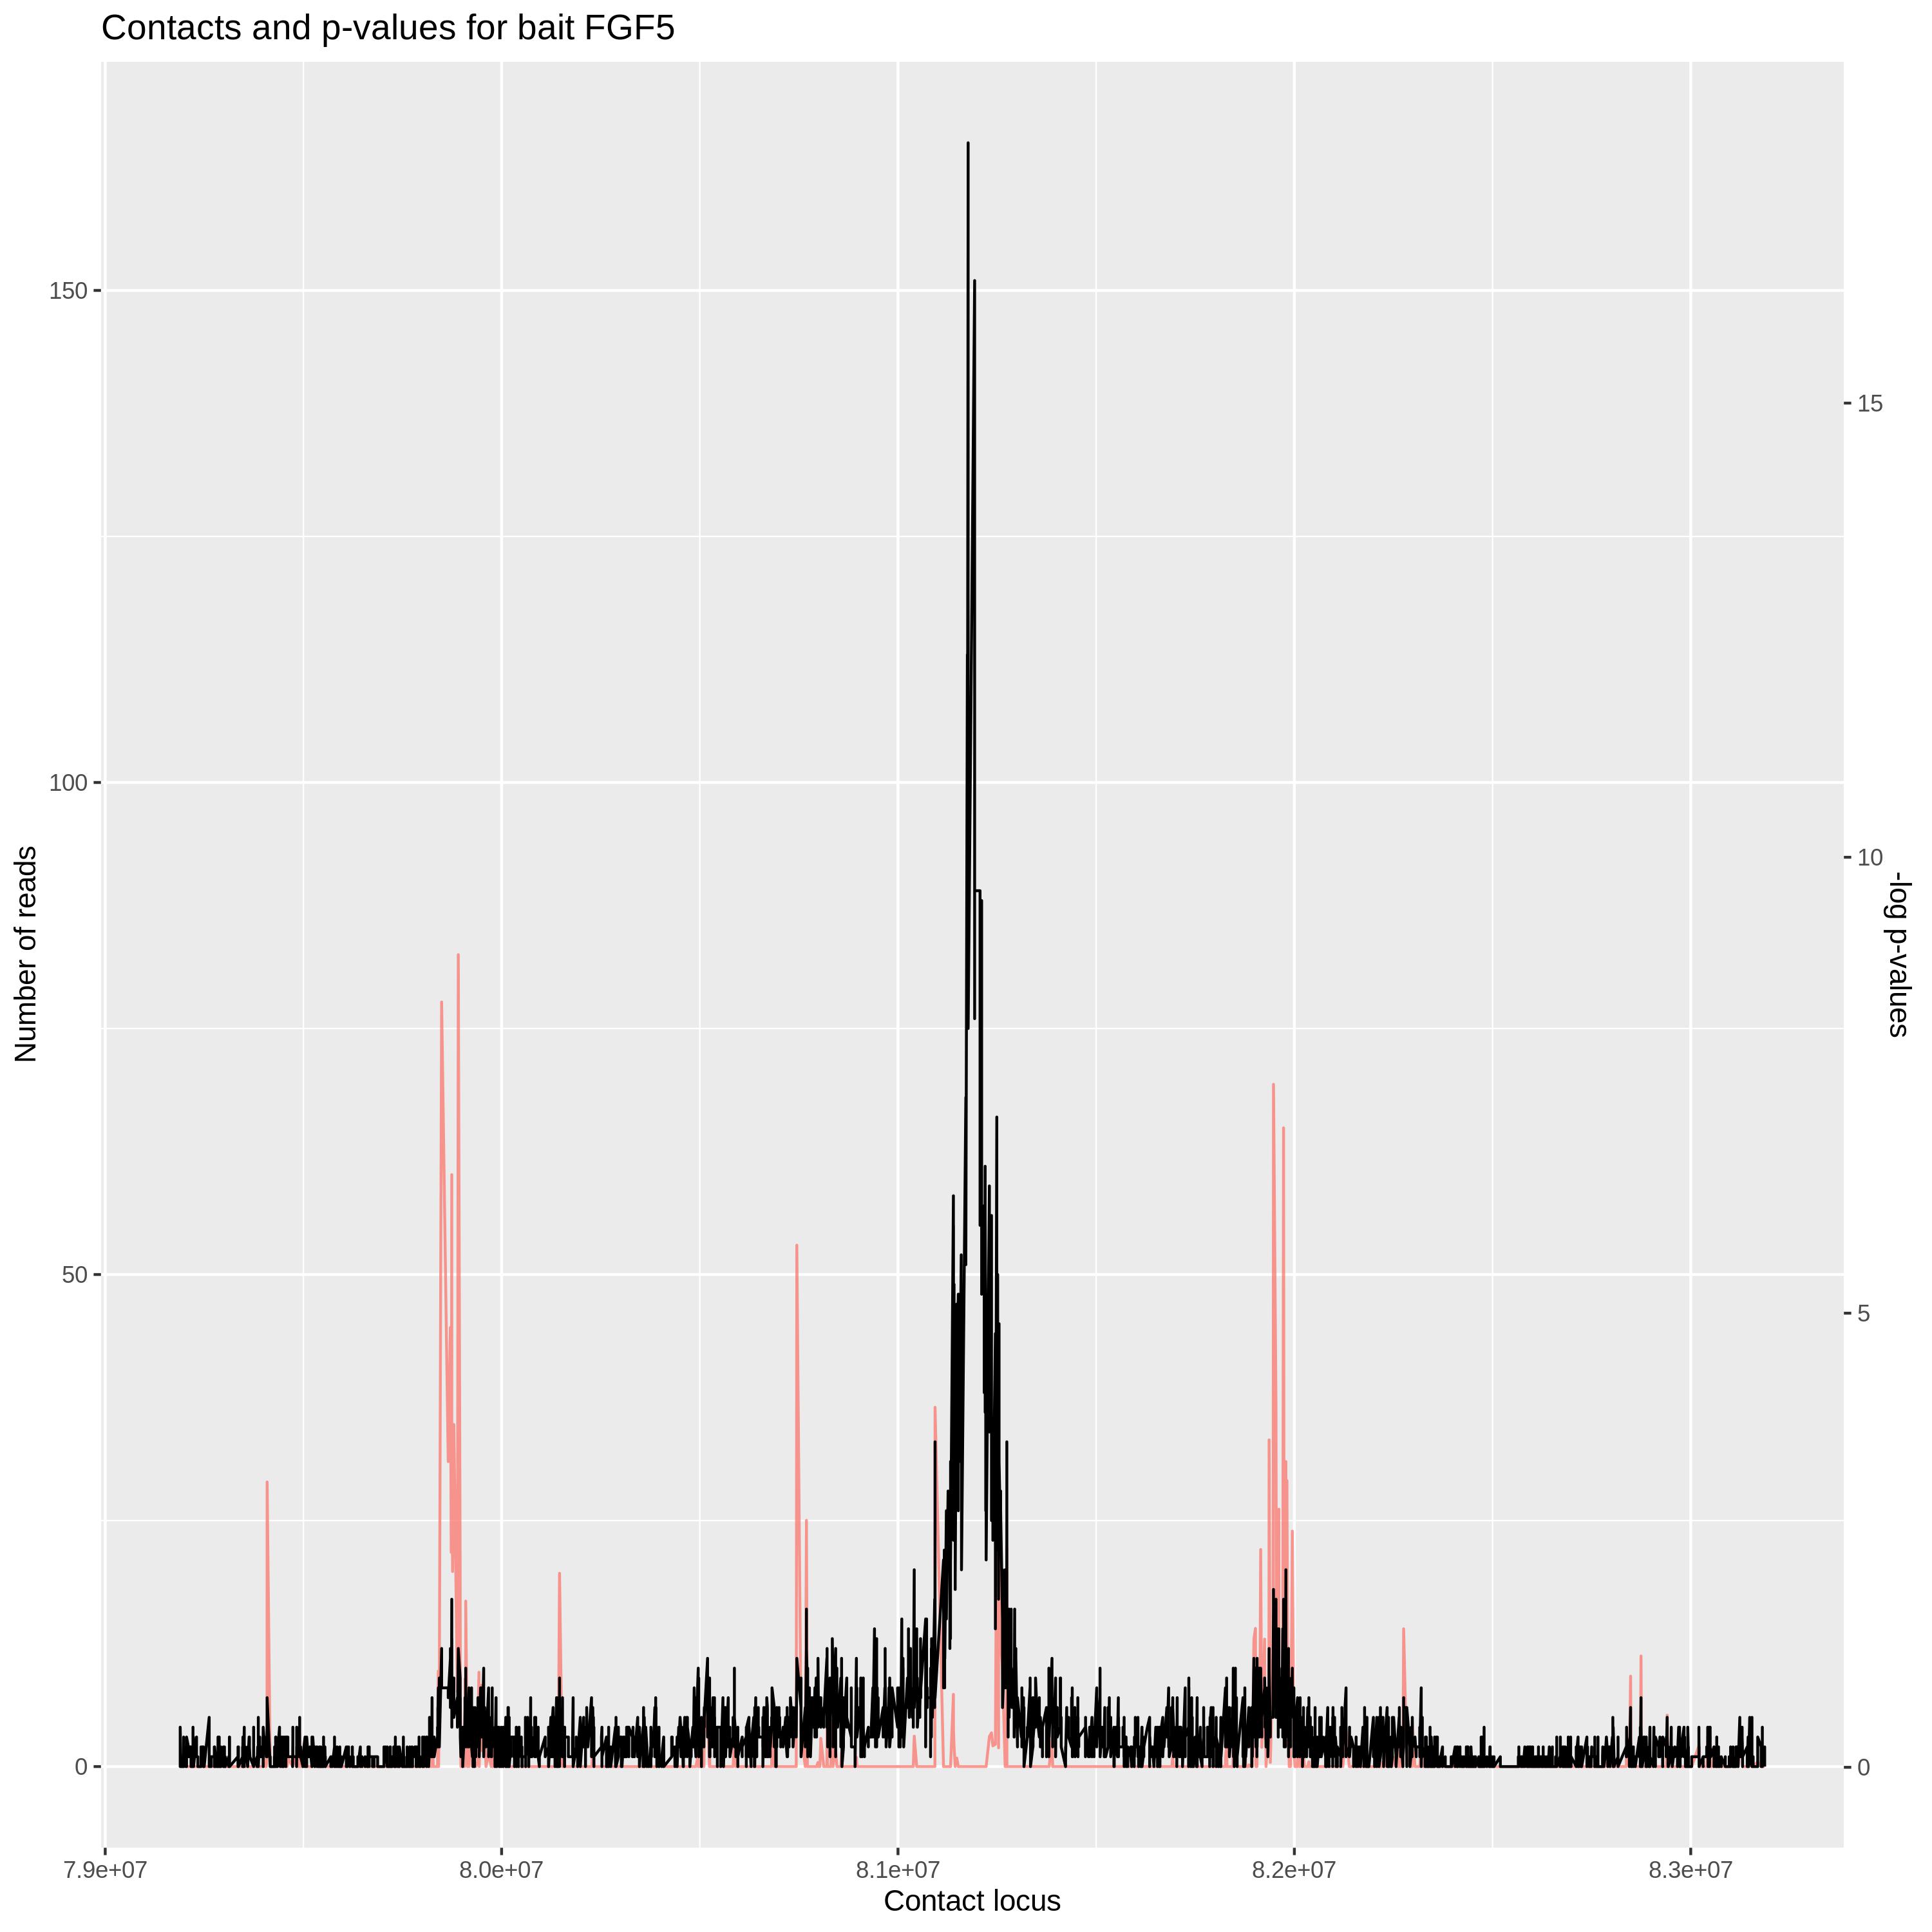 Contacts and p-values for bait FGF5
Number of reads
150
100
50
0
15
10
5
0
-log p-values
7.9e+07
8.0e+07
8.1e+07
8.2e+07
8.3e+07
Contact locus